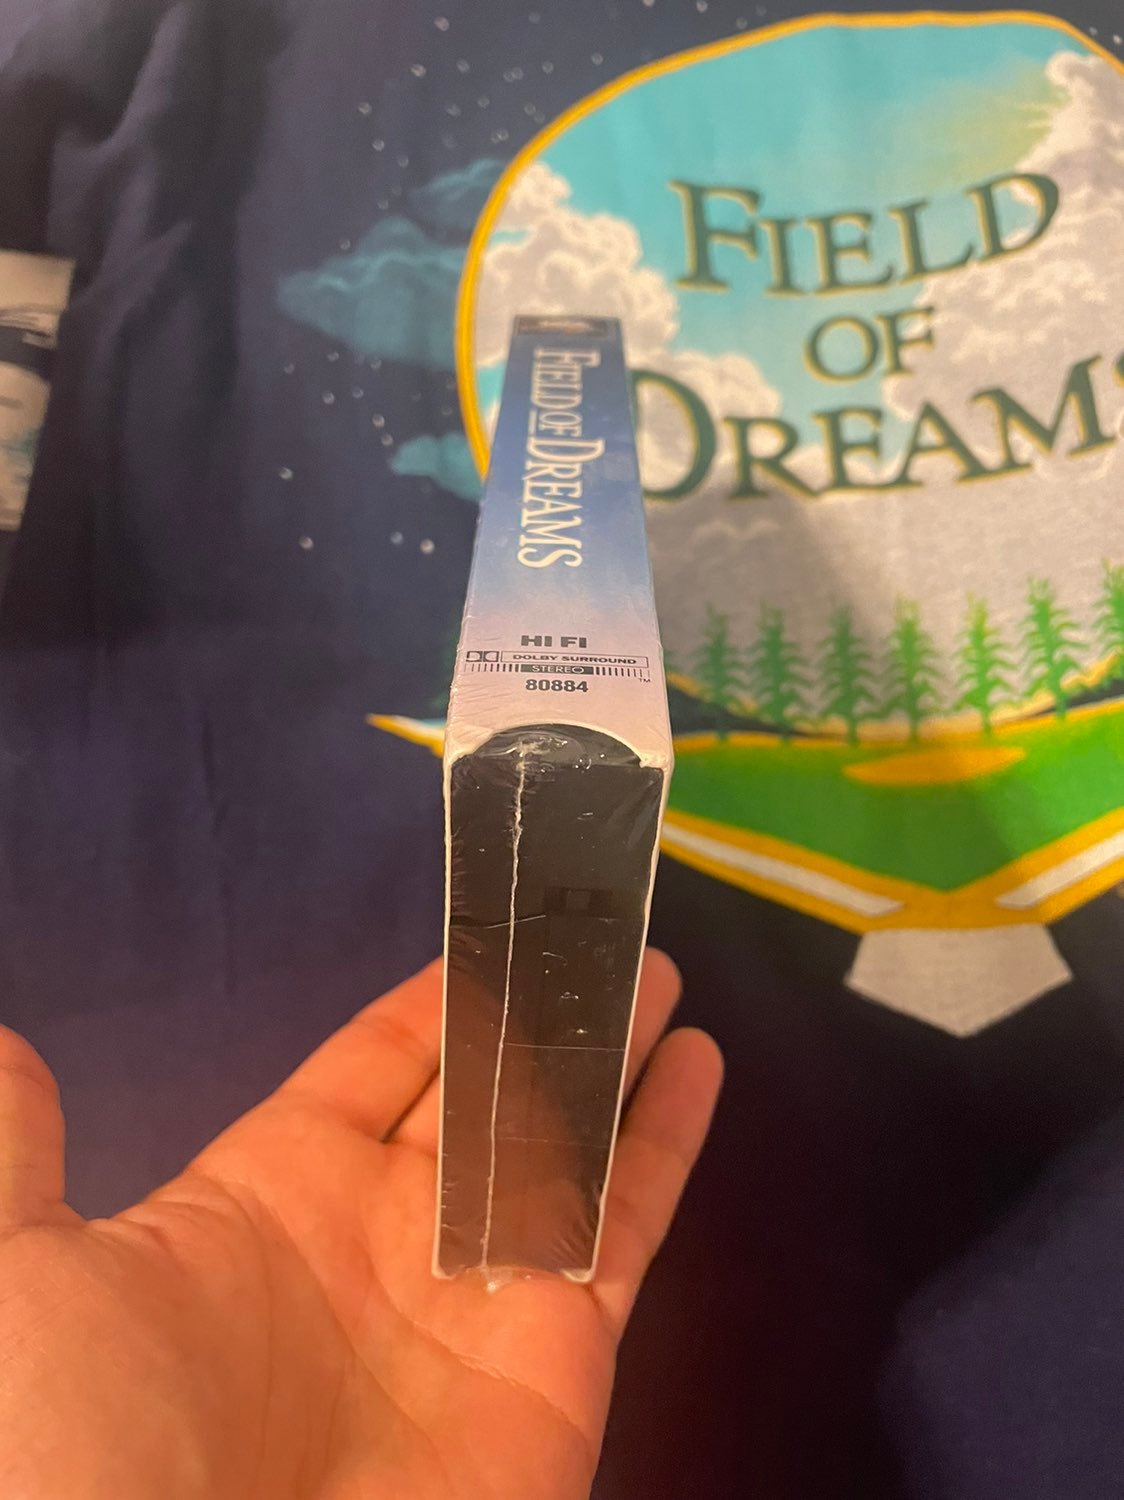 FIELD
OF
DREAMS
FIELD OF DREAMS
HI FI
DOLBY SURROUND
STEREO
TM
80884